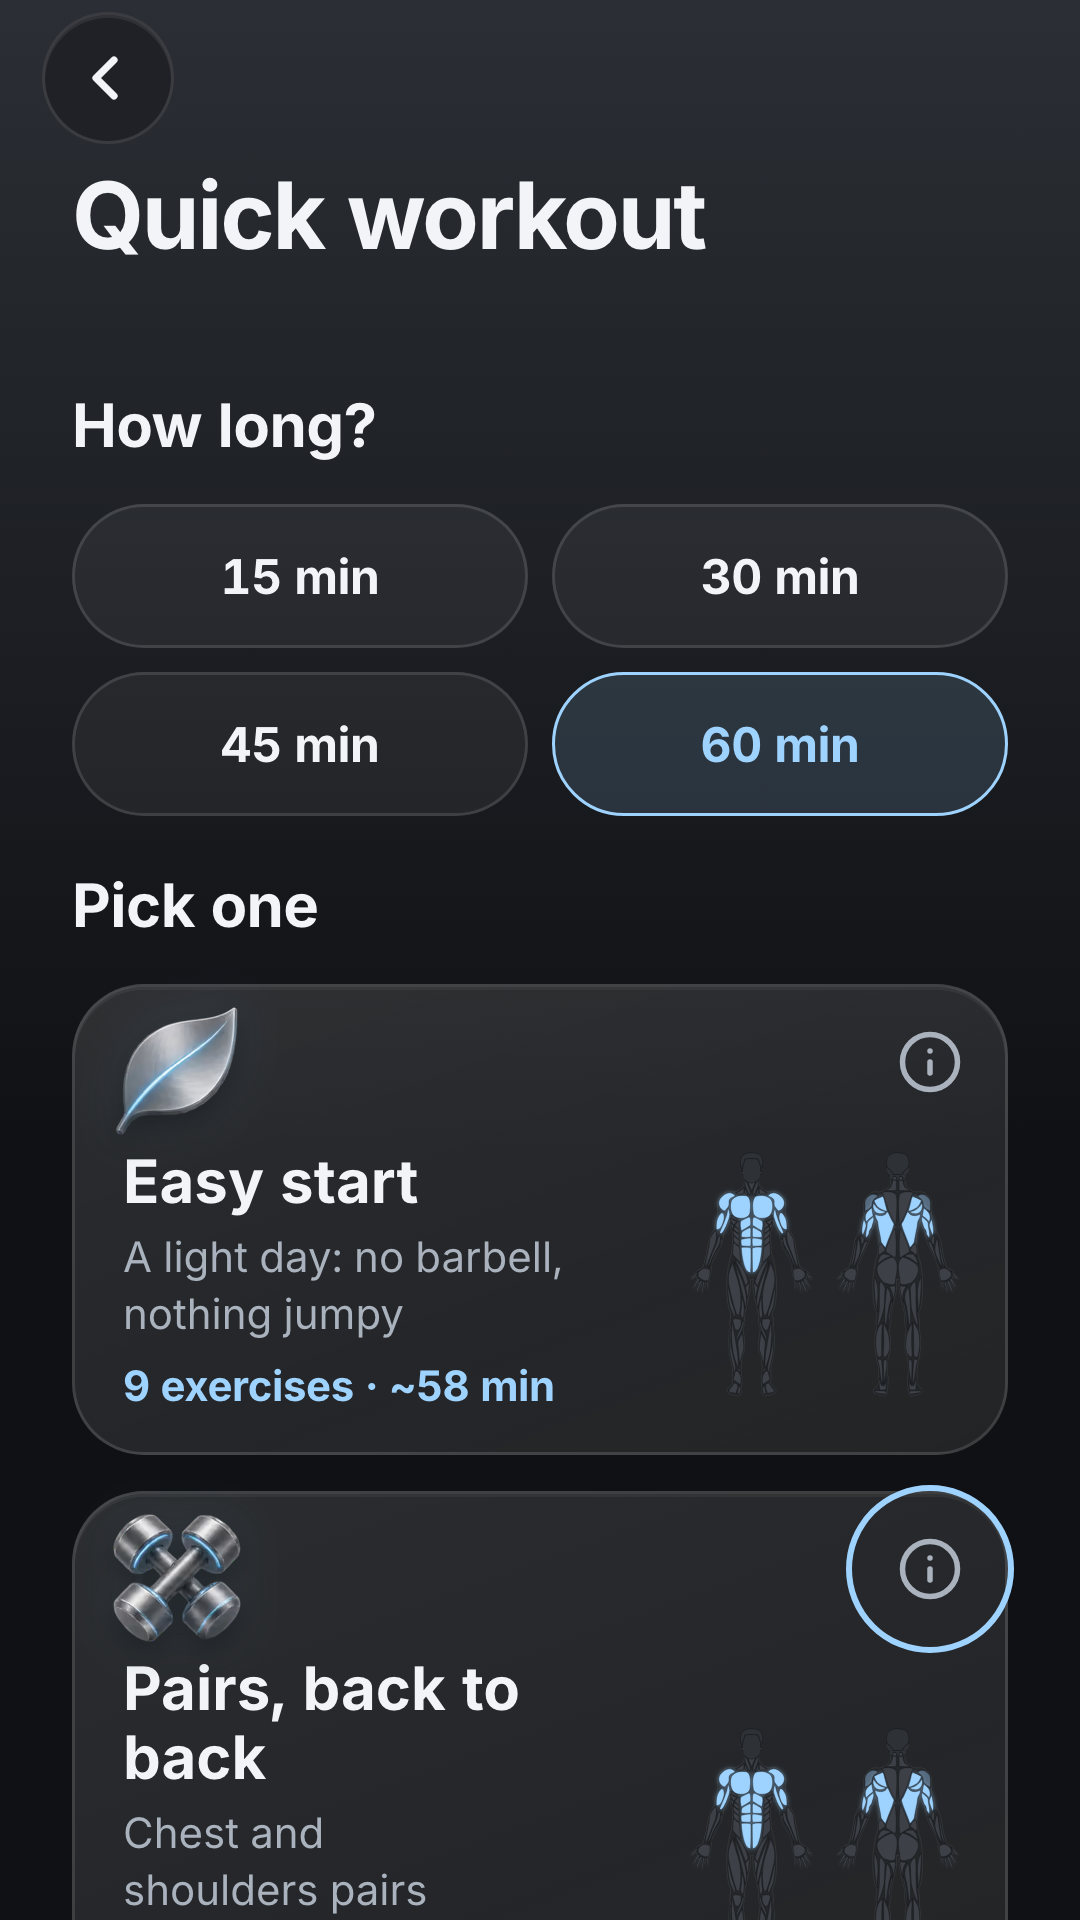 Quick workout
How long?
15 min
30 min
45 min
60 min
Pick one
Easy start
A light day: no barbell,
nothing jumpy
9 exercises · ~58 min
Pairs, back to
back
Chest and
shoulders pairs